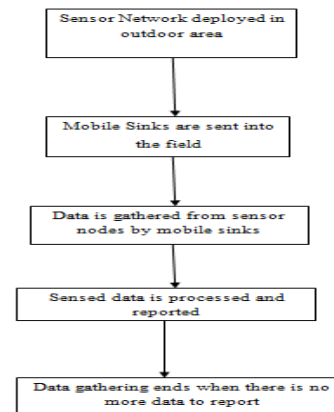 Sensor Network deployed in
outdoor area
Mobile Sinks are sent into
the field
Data is gathered from sensor
nodes by mobile sinks
Sensed data is processed and
reported
Data gathering ends when there is no
more data to report